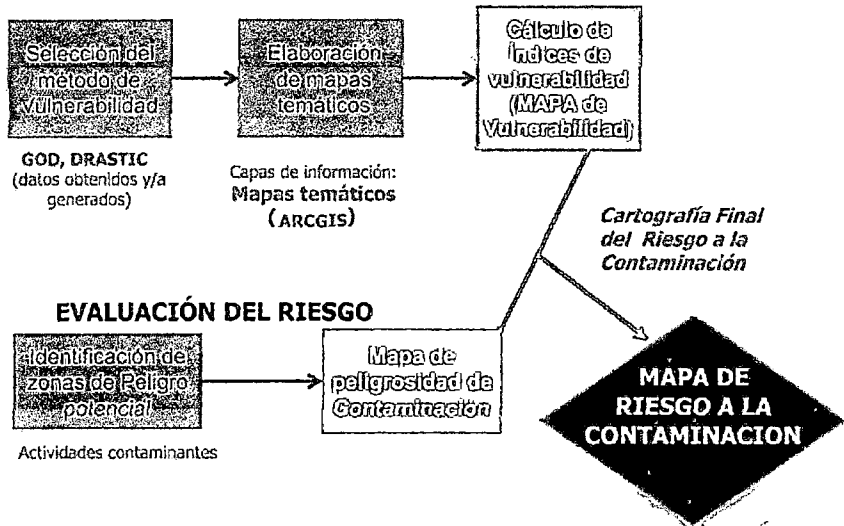 Selección del
método de
Vulnerabilidad
GOD, DRASTIC
(datos obtenidos y/a
generados)
Elaboración
de mapas
temáticos
Capas de información:
Mapas temáticos
(ARCGIS)
Cálculo de
Índices de
vulnerabilidad
(MAPA de
Vulnerabilidad)
Cartografía Final
del Riesgo a la
Contaminación
EVALUACIÓN DEL RIESGO
Identificación de
zonas de Peligro
potencial
Actividades contaminantes
Mapa de
peligrosidad de
Contaminación
MAPA DE
RIESGO A LA
CONTAMINACION